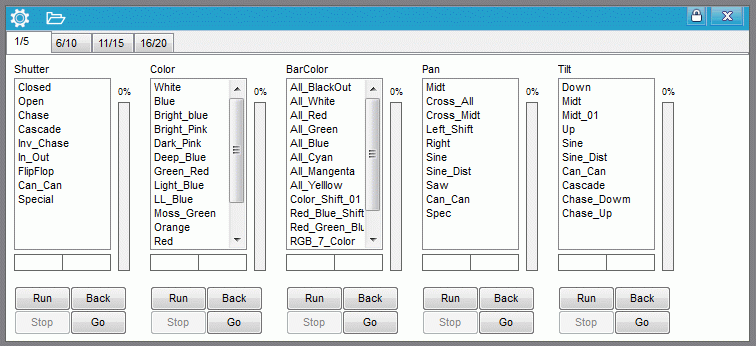 1/5
6/10
11/15
16/20
Shutter
Closed
Open
Chase
Cascade
Inv_Chase
In_Out
FlipFlop
Can_Can
Special
0%
Run
Back
Stop
Go
Color
White
Blue
Bright_blue
Bright_Pink
Dark_Pink
Deep_Blue
Green_Red
Light_Blue
LL_Blue
Moss_Green
Orange
Red
0%
Run
Back
Stop
Go
BarColor
All_BlackOut
All_White
All_Red
All_Green
All_Blue
All_Cyan
All_Mangenta
All_Yelllow
Color_Shift_01
Red_Blue_Shift
Red_Green_Blu
RGB_7_Color
0%
Run
Back
Stop
Go
Pan
Midt
Cross_All
Cross_Midt
Left_Shift
Right
Sine
Sine_Dist
Saw
Can_Can
Spec
0%
Run
Back
Stop
Go
Tilt
Down
Midt
Midt_01
Up
Sine
Sine_Dist
Can_Can
Cascade
Chase_Dowm
Chase_Up
0%
Run
Back
Stop
Go